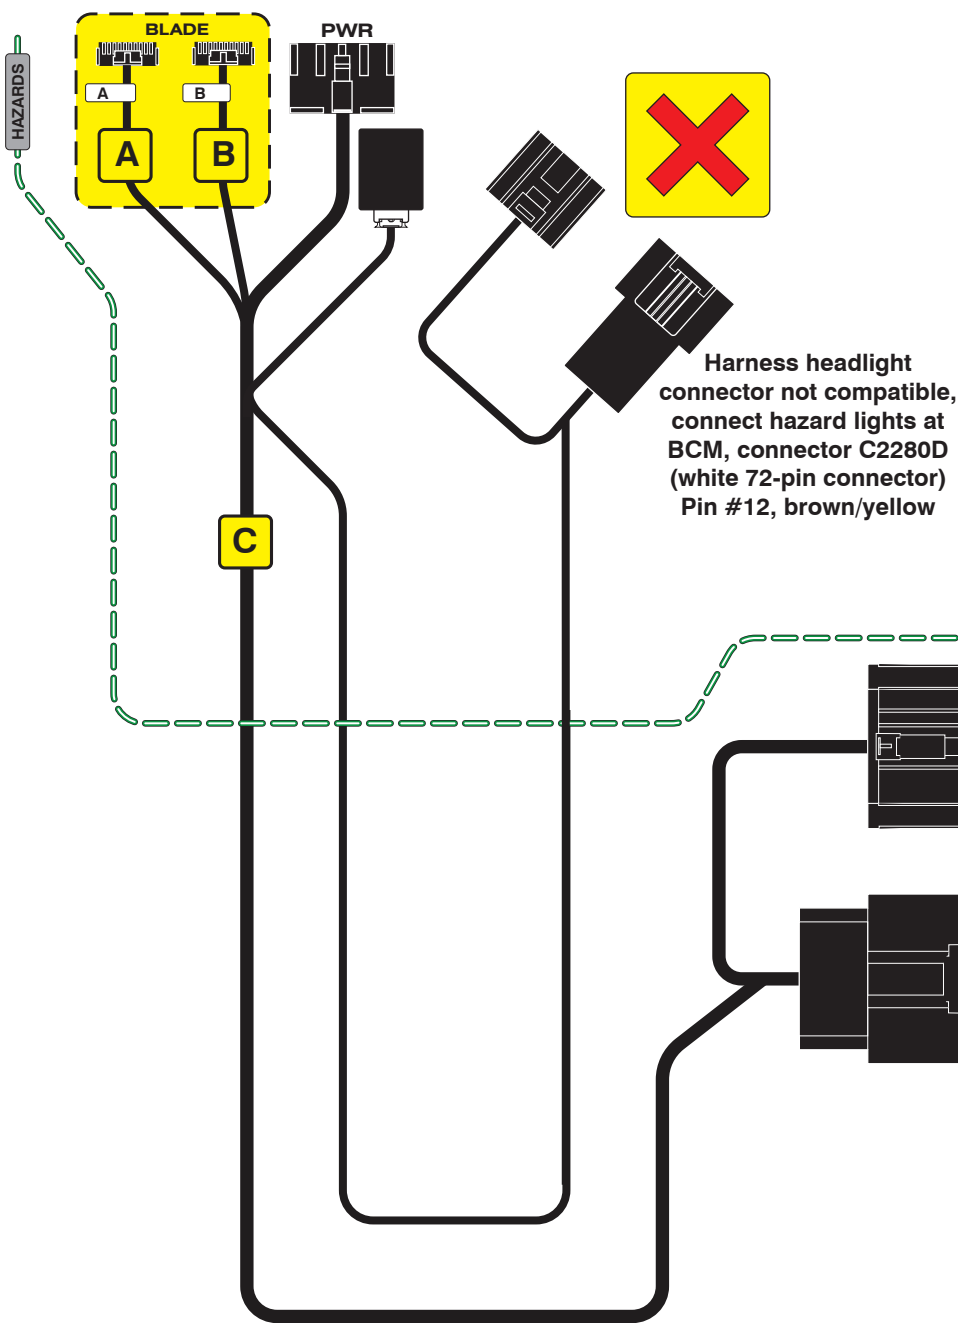 BLADE
PWR
HAZARDS
A
B
A
B
Harness headlight
connector not compatible,
connect hazard lights at
BCM, connector C2280D
(white 72-pin connector)
Pin #12, brown/yellow
C